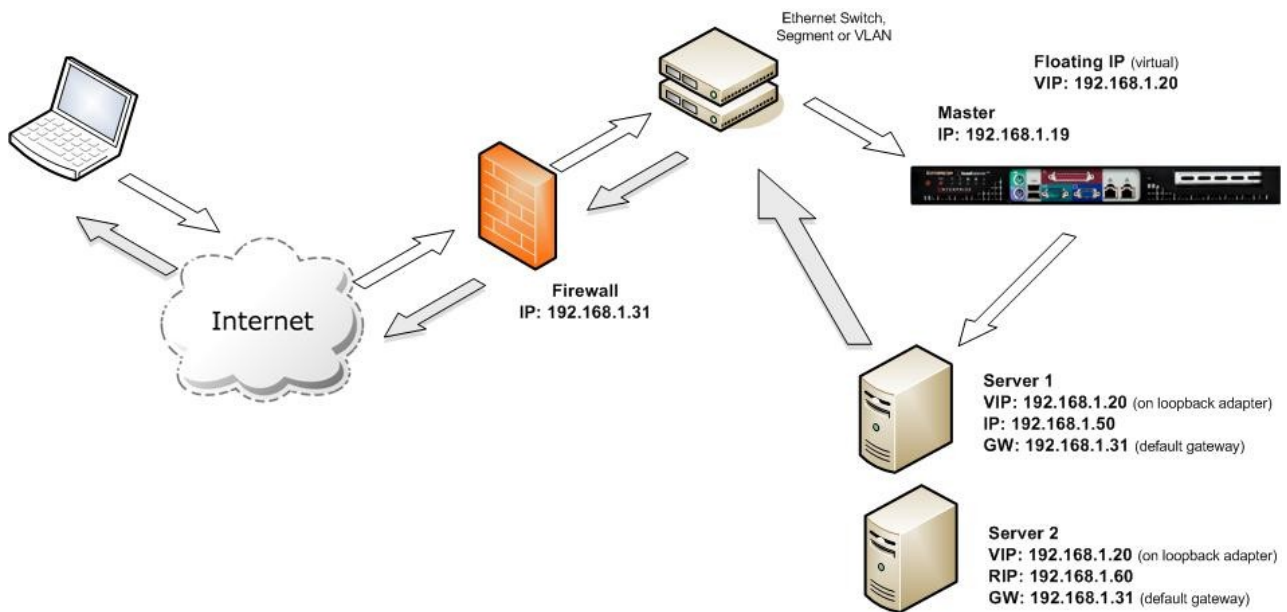 Ethernet Switch,
Segment or VLAN
Floating IP (virtual)
VIP: 192.168.1.20
Master
IP: 192.168.1.19
Firewall
IP: 192.168.1.31
Internet
Server 1
VIP: 192.168.1.20 (on loopback adapter)
IP: 192.168.1.50
GW: 192.168.1.31 (default gateway)
Server 2
VIP: 192.168.1.20 (on loopback adapter)
RIP: 192.168.1.60
GW: 192.168.1.31 (default gateway)